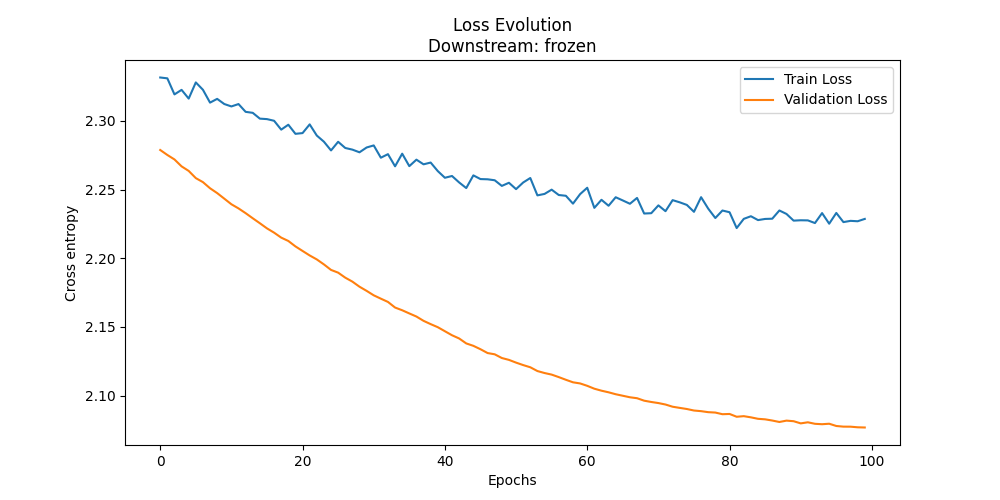 Loss Evolution
Downstream: frozen
Train Loss
Validation Loss
Cross entropy
2.30
2.25
2.20
2.15
2.10
0 20 40 60 80 100
Epochs